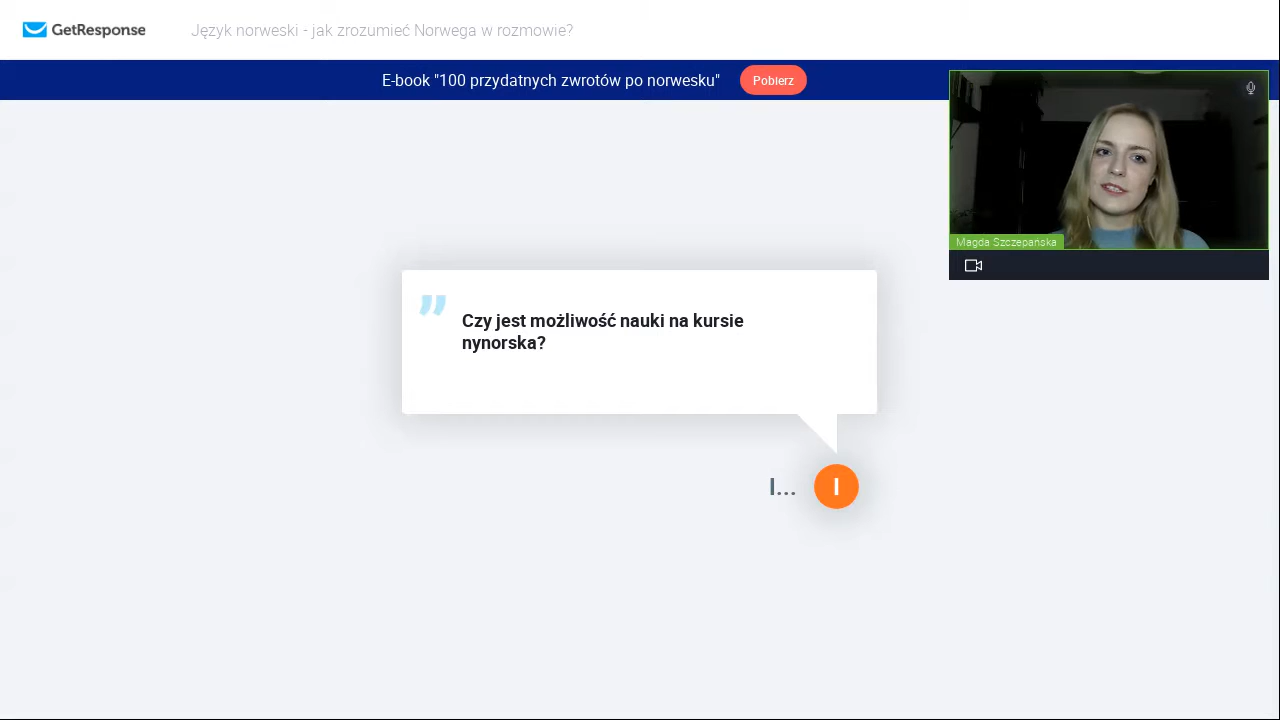 GetResponse
Język norweski - jak zrozumieć Norwega w rozmowie?
E-book "100 przydatnych zwrotów po norwesku"
Pobierz
Magda Szczepańska
”
Czy jest możliwość nauki na kursie
nynorska?
I...
I